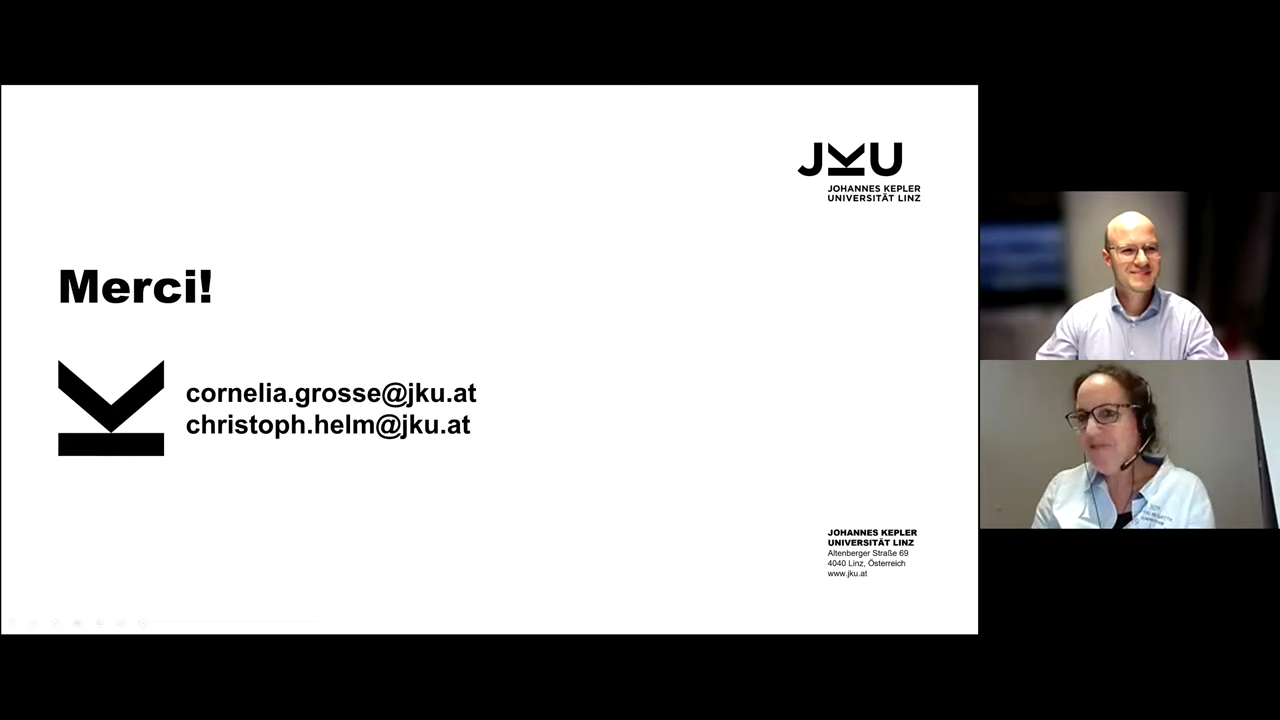 JKU
JOHANNES KEPLER
UNIVERSITÄT LINZ
Merci!
cornelia.grosse@jku.at
christoph.helm@jku.at
JOHANNES KEPLER
UNIVERSITÄT LINZ
Altenberger Straße 69
4040 Linz, Österreich
www.jku.at